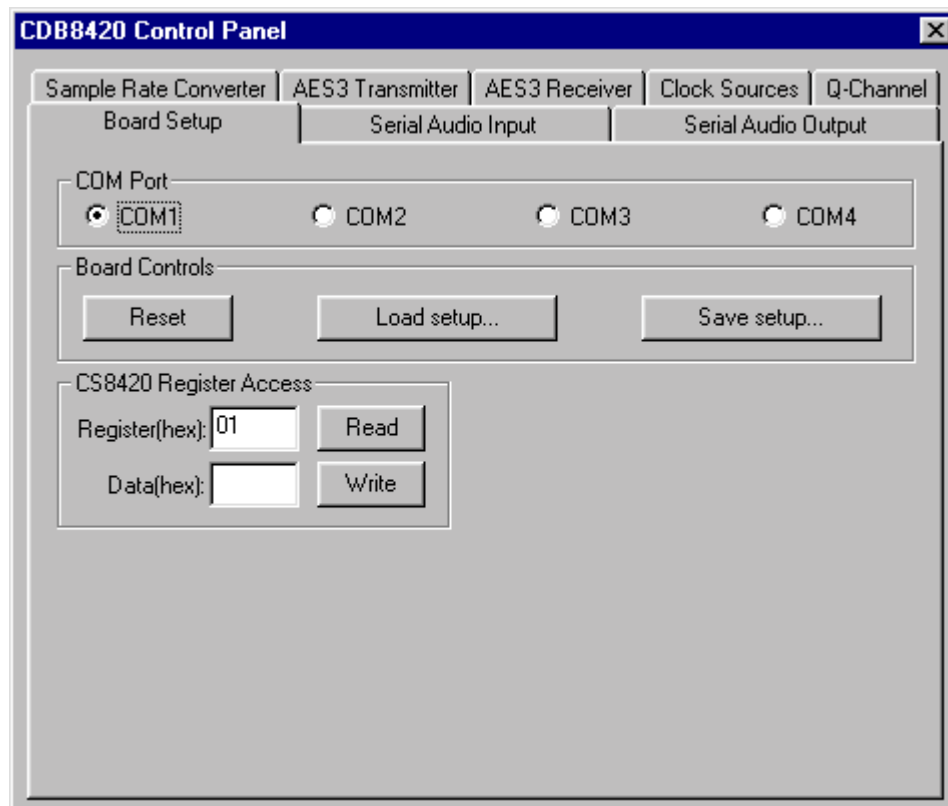 CDB8420 Control Panel
Sample Rate Converter AES3 Transmitter AES3 Receiver Clock Sources Q-Channel
Board Setup Serial Audio Input Serial Audio Output
COM Port
COM1 COM2 COM3 COM4
Board Controls
Reset Load setup... Save setup...
CS8420 Register Access
Register(hex): 01 Read
Data(hex): Write